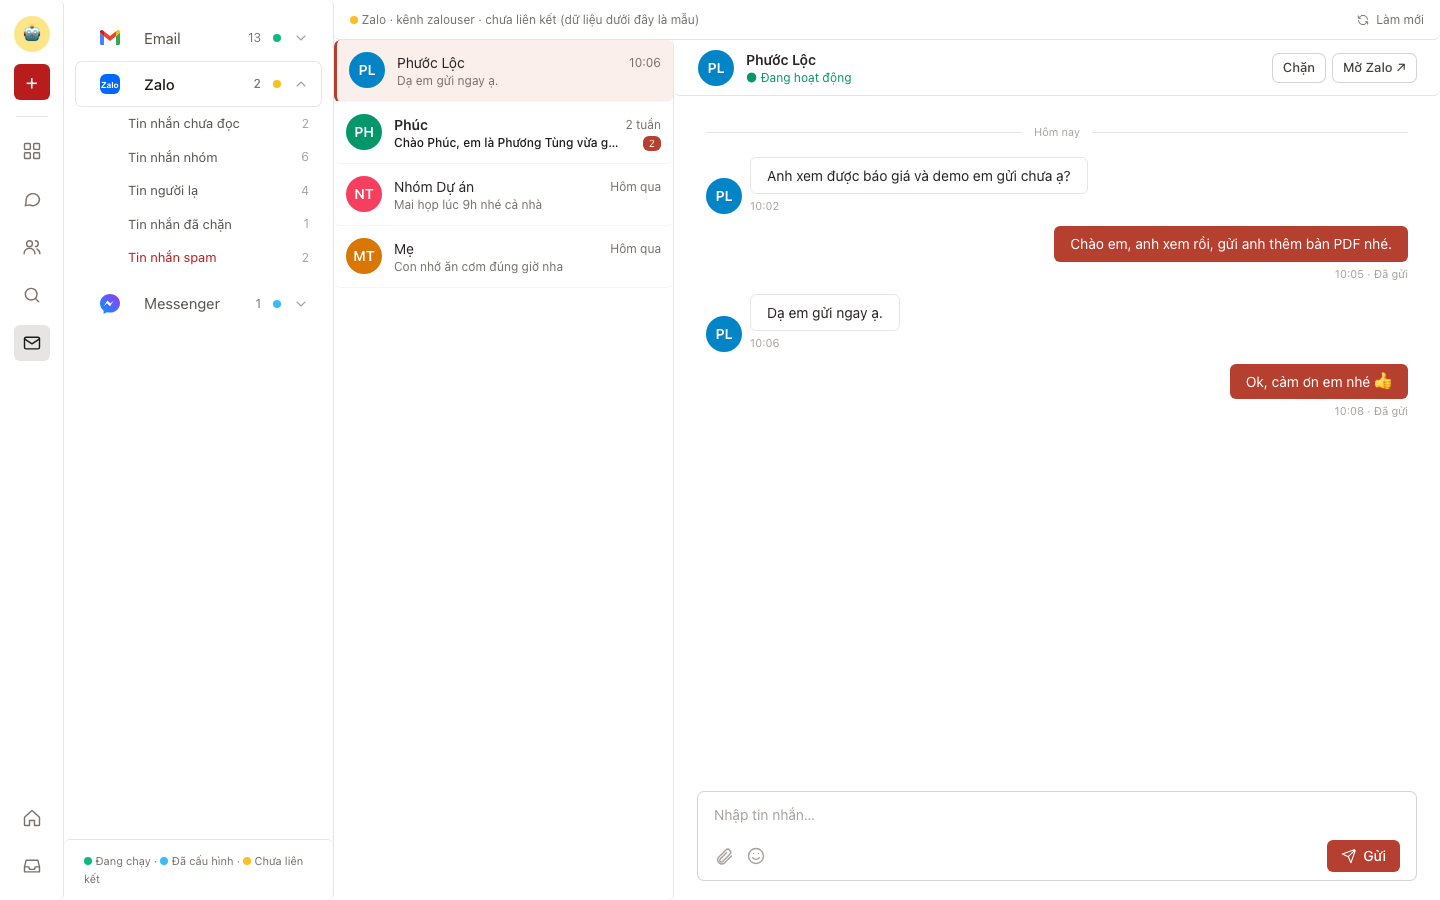 Email 13
Zalo Zalo 2
Tin nhắn chưa đọc 2
Tin nhắn nhóm 6
Tin người lạ 4
Tin nhắn đã chặn 1
Tin nhắn spam 2
Messenger 1
Đang chạy · Đã cấu hình · Chưa liên
kết
Zalo · kênh zalouser · chưa liên kết (dữ liệu dưới đây là mẫu)
Làm mới
PL Phước Lộc 10:06
Dạ em gửi ngay ạ.
PH Phúc 2 tuần
Chào Phúc, em là Phương Tùng vừa g... 2
NT Nhóm Dự án Hôm qua
Mai họp lúc 9h nhé cả nhà
MT Mẹ Hôm qua
Con nhớ ăn cơm đúng giờ nha
PL Phước Lộc
Đang hoạt động
Chặn
Mở Zalo ↗
Hôm nay
Anh xem được báo giá và demo em gửi chưa ạ?
PL
10:02
Chào em, anh xem rồi, gửi anh thêm bản PDF nhé.
10:05 · Đã gửi
Dạ em gửi ngay ạ.
PL
10:06
Ok, cảm ơn em nhé 👍
10:08 · Đã gửi
Nhập tin nhắn...
Gửi